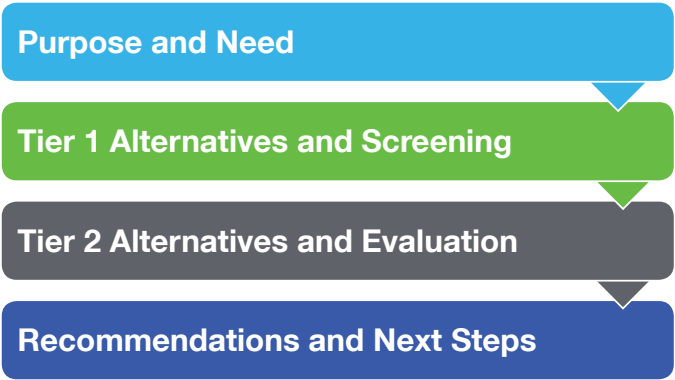 Purpose and Need
Tier 1 Alternatives and Screening
Tier 2 Alternatives and Evaluation
Recommendations and Next Steps